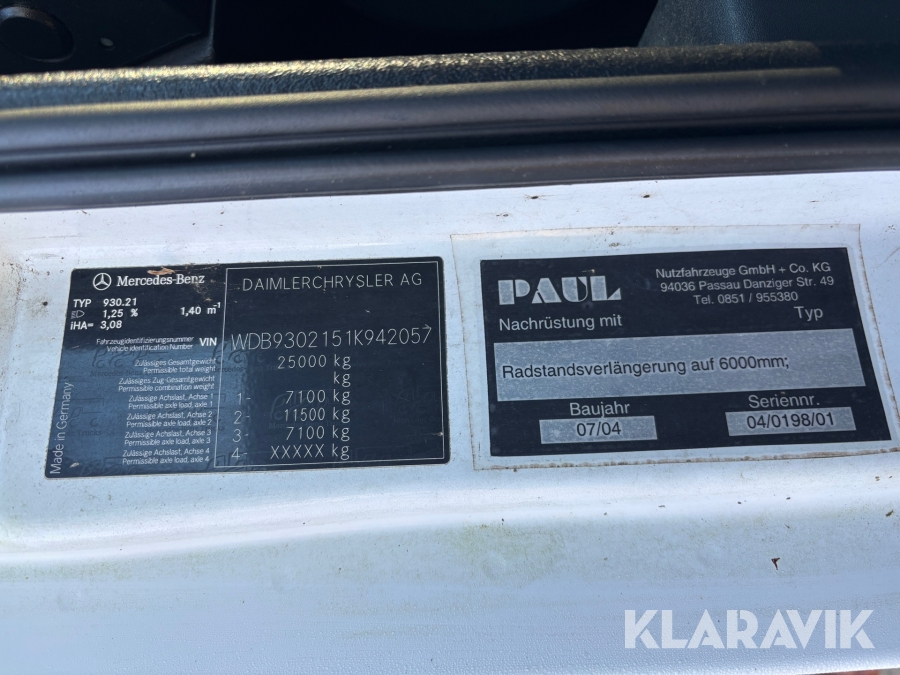 Mercedes-Benz
DAIMLERCHRYSLER AG
TYP 930.21
1,25 % 1,40 m-1
iHA= 3,08
Fahrzeugidentifizierungsnummer
Vehicle identification Number VIN WDB9302151K942057
Zulässiges Gesamtgewicht
Permissible total weight 25000 kg
Zulässiges Zug-Gesamtgewicht
Permissible combination weight kg
Zulässige Achslast, Achse 1
Permissible axle load, axle 1 1- 7100 kg
Zulässige Achslast, Achse 2
Permissible axle load, axle 2 2- 11500 kg
Zulässige Achslast, Achse 3
Permissible axle load, axle 3 3- 7100 kg
Zulässige Achslast, Achse 4
Permissible axle load, axle 4 4- XXXXX kg
Made in Germany
PAUL
Nutzfahrzeuge GmbH + Co. KG
94036 Passau Danziger Str. 49
Tel. 0851 / 955380
Nachrüstung mit Typ
Radstandsverlängerung auf 6000mm;
Baujahr Seriennr.
07/04 04/0198/01
KLARAVIK